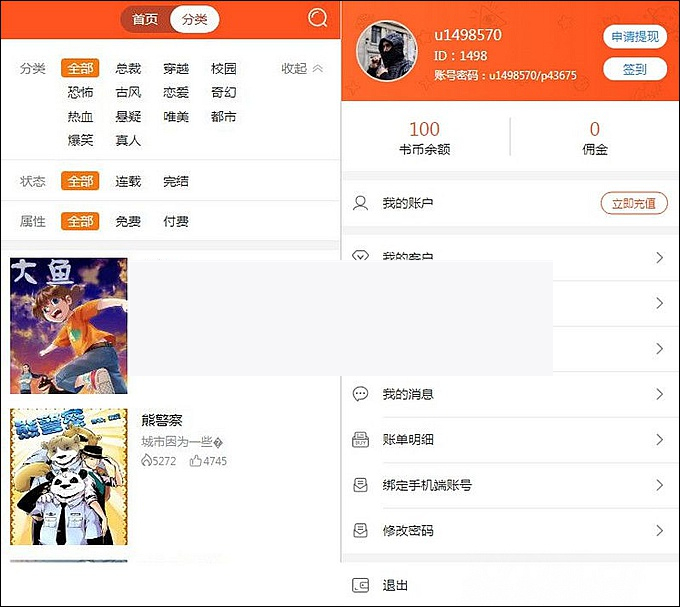 首页 分类
分类 全部 总裁 穿越 校园 收起
恐怖 古风 恋爱 奇幻
热血 悬疑 唯美 都市
爆笑 真人
状态 全部 连载 完结
属性 全部 免费 付费
大鱼
熊警察
熊警察
城市因为一些�
5272 4745
u1498570
ID：1498
账号密码：u1498570/p43675
申请提现
签到
100
书币余额
0
佣金
我的账户
立即充值
我的客户
我的消息
账单明细
绑定手机端账号
修改密码
退出